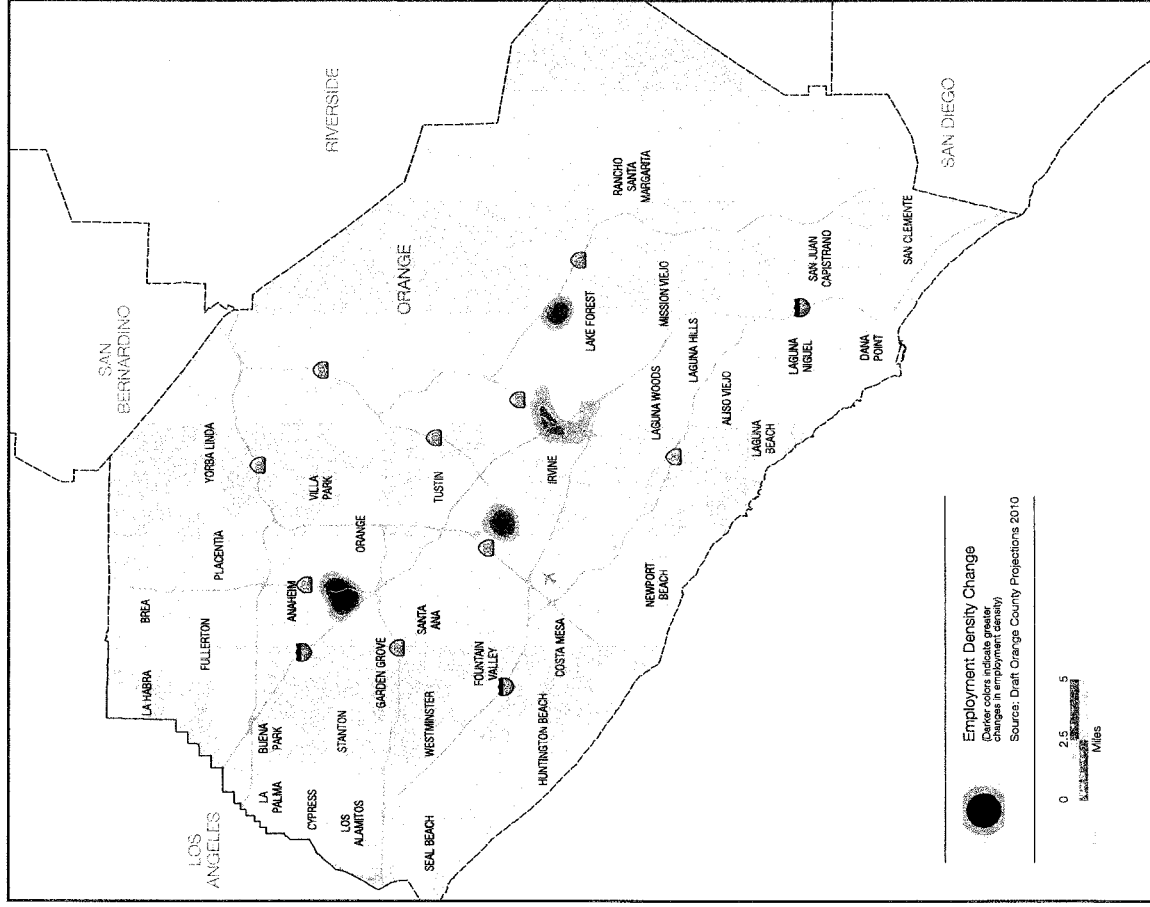 LOS
ANGELES
SAN
BERNARDINO
RIVERSIDE
ORANGE
SAN DIEGO
LA HABRA
BREA
FULLERTON
PLACENTIA
YORBA LINDA
LA
PALMA
BUENA
PARK
ANAHEIM
CYPRESS
VILLA
PARK
LOS
ALAMITOS
STANTON
ORANGE
GARDEN GROVE
SEAL BEACH
WESTMINSTER
SANTA
ANA
TUSTIN
FOUNTAIN
VALLEY
HUNTINGTON BEACH
COSTA MESA
IRVINE
LAKE FOREST
RANCHO
SANTA
MARGARITA
NEWPORT
BEACH
LAGUNA WOODS
MISSION VIEJO
LAGUNA HILLS
ALISO VIEJO
LAGUNA
BEACH
LAGUNA
NIGUEL
SAN JUAN
CAPISTRANO
DANA
POINT
SAN CLEMENTE
Employment Density Change
(Darker colors indicate greater
changes in employment density)
Source: Draft Orange County Projections 2010
0 2.5 5
Miles